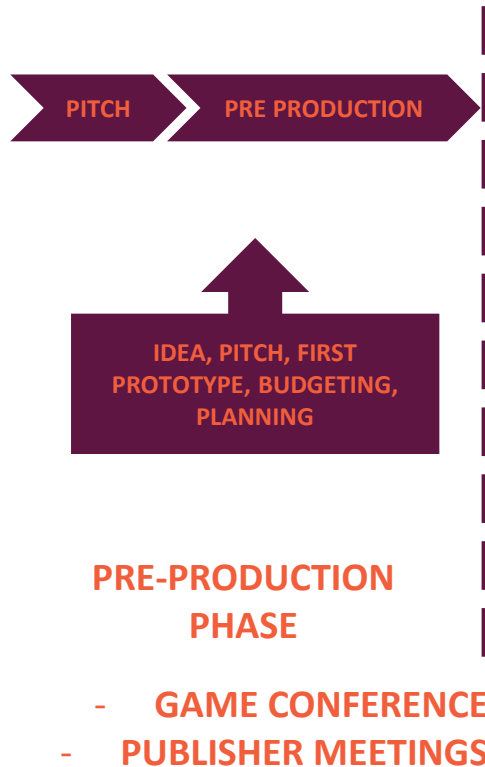 PITCH PRE PRODUCTION
IDEA, PITCH, FIRST
PROTOTYPE, BUDGETING,
PLANNING
PRE-PRODUCTION
PHASE
- GAME CONFERENCE
- PUBLISHER MEETINGS